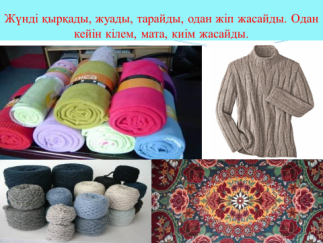 Жүнді қырқады, жуады, тарайды, одан жіп жасайды. Одан
кейін кілем, мата, киім жасайды.